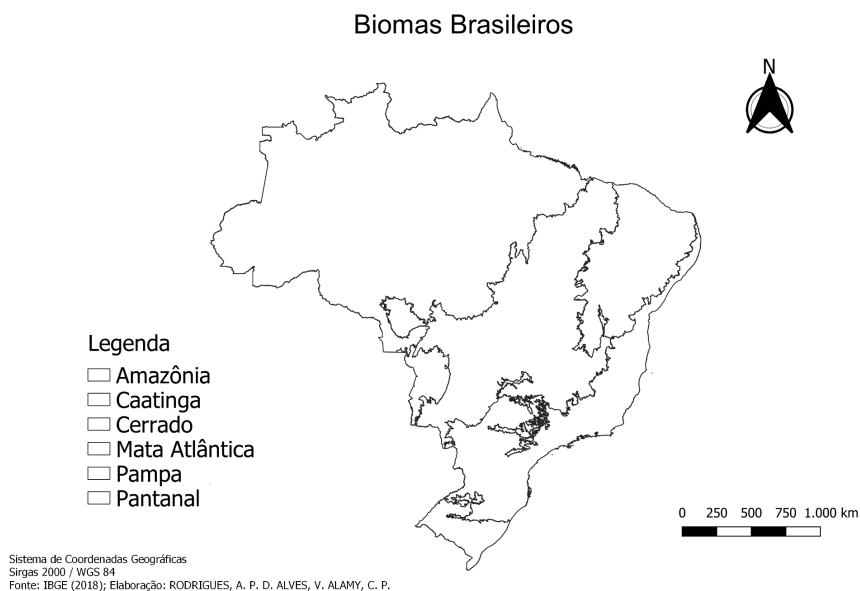 Biomas Brasileiros
N
Legenda
Amazônia
Caatinga
Cerrado
Mata Atlântica
Pampa
Pantanal
0 250 500 750 1.000 km
Sistema de Coordenadas Geográficas
Sirgas 2000 / WGS 84
Fonte: IBGE (2018); Elaboração: RODRIGUES, A. P. D. ALVES, V. ALAMY, C. P.